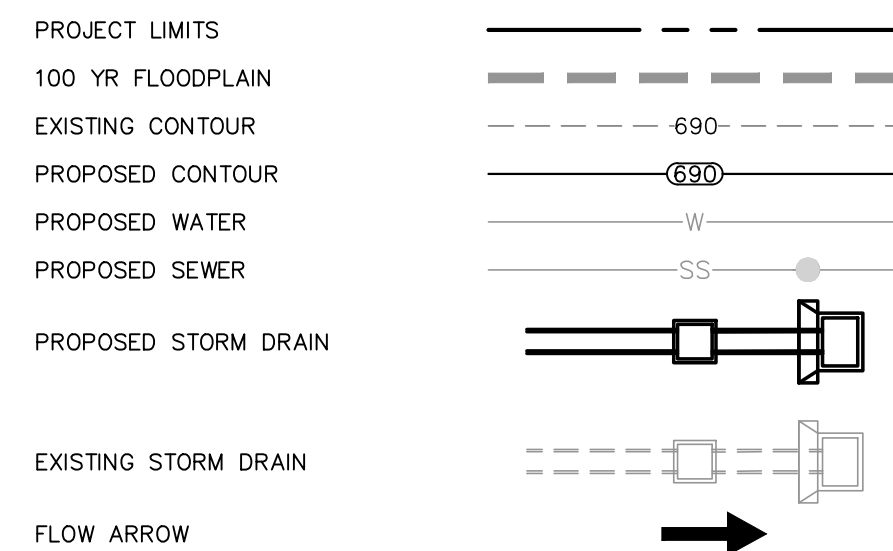 PROJECT LIMITS
100 YR FLOODPLAIN
EXISTING CONTOUR 690
PROPOSED CONTOUR 690
PROPOSED WATER W
PROPOSED SEWER SS
PROPOSED STORM DRAIN
EXISTING STORM DRAIN
FLOW ARROW